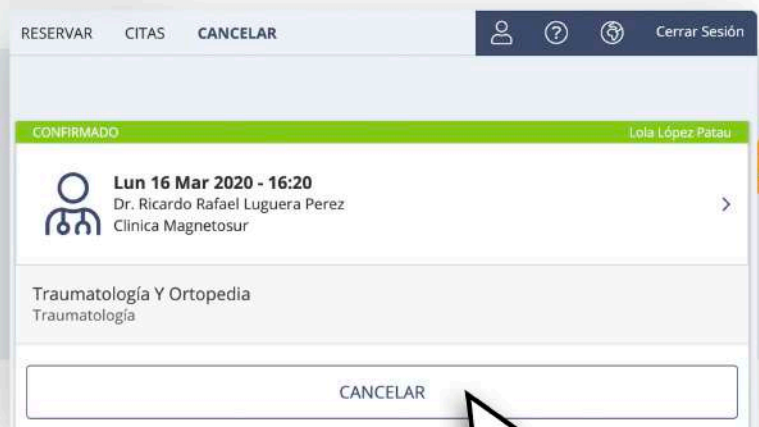 RESERVAR CITAS CANCELAR Cerrar Sesión
CONFIRMADO Lola López Patau
Lun 16 Mar 2020 - 16:20
Dr. Ricardo Rafael Luguera Perez
Clinica Magnetosur
Traumatología Y Ortopedia
Traumatología
CANCELAR